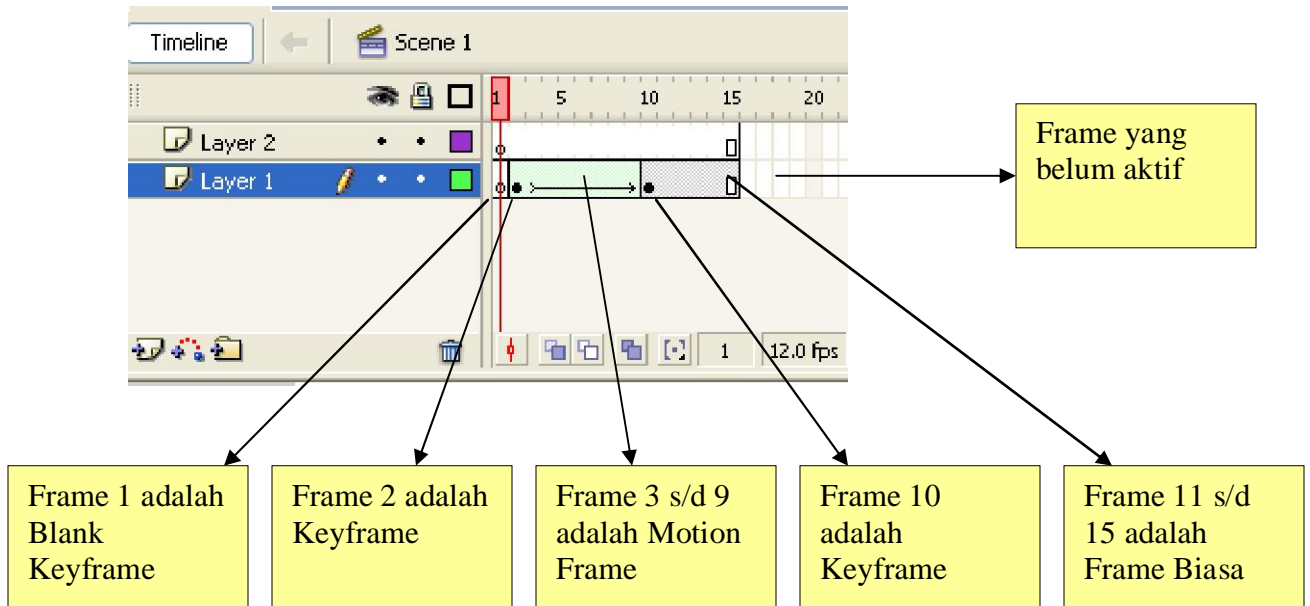 Timeline
Scene 1
1 5 10 15 20
Layer 2
Layer 1
1 12.0 fps
Frame yang
belum aktif
Frame 1 adalah
Blank
Keyframe
Frame 2 adalah
Keyframe
Frame 3 s/d 9
adalah Motion
Frame
Frame 10
adalah
Keyframe
Frame 11 s/d
15 adalah
Frame Biasa